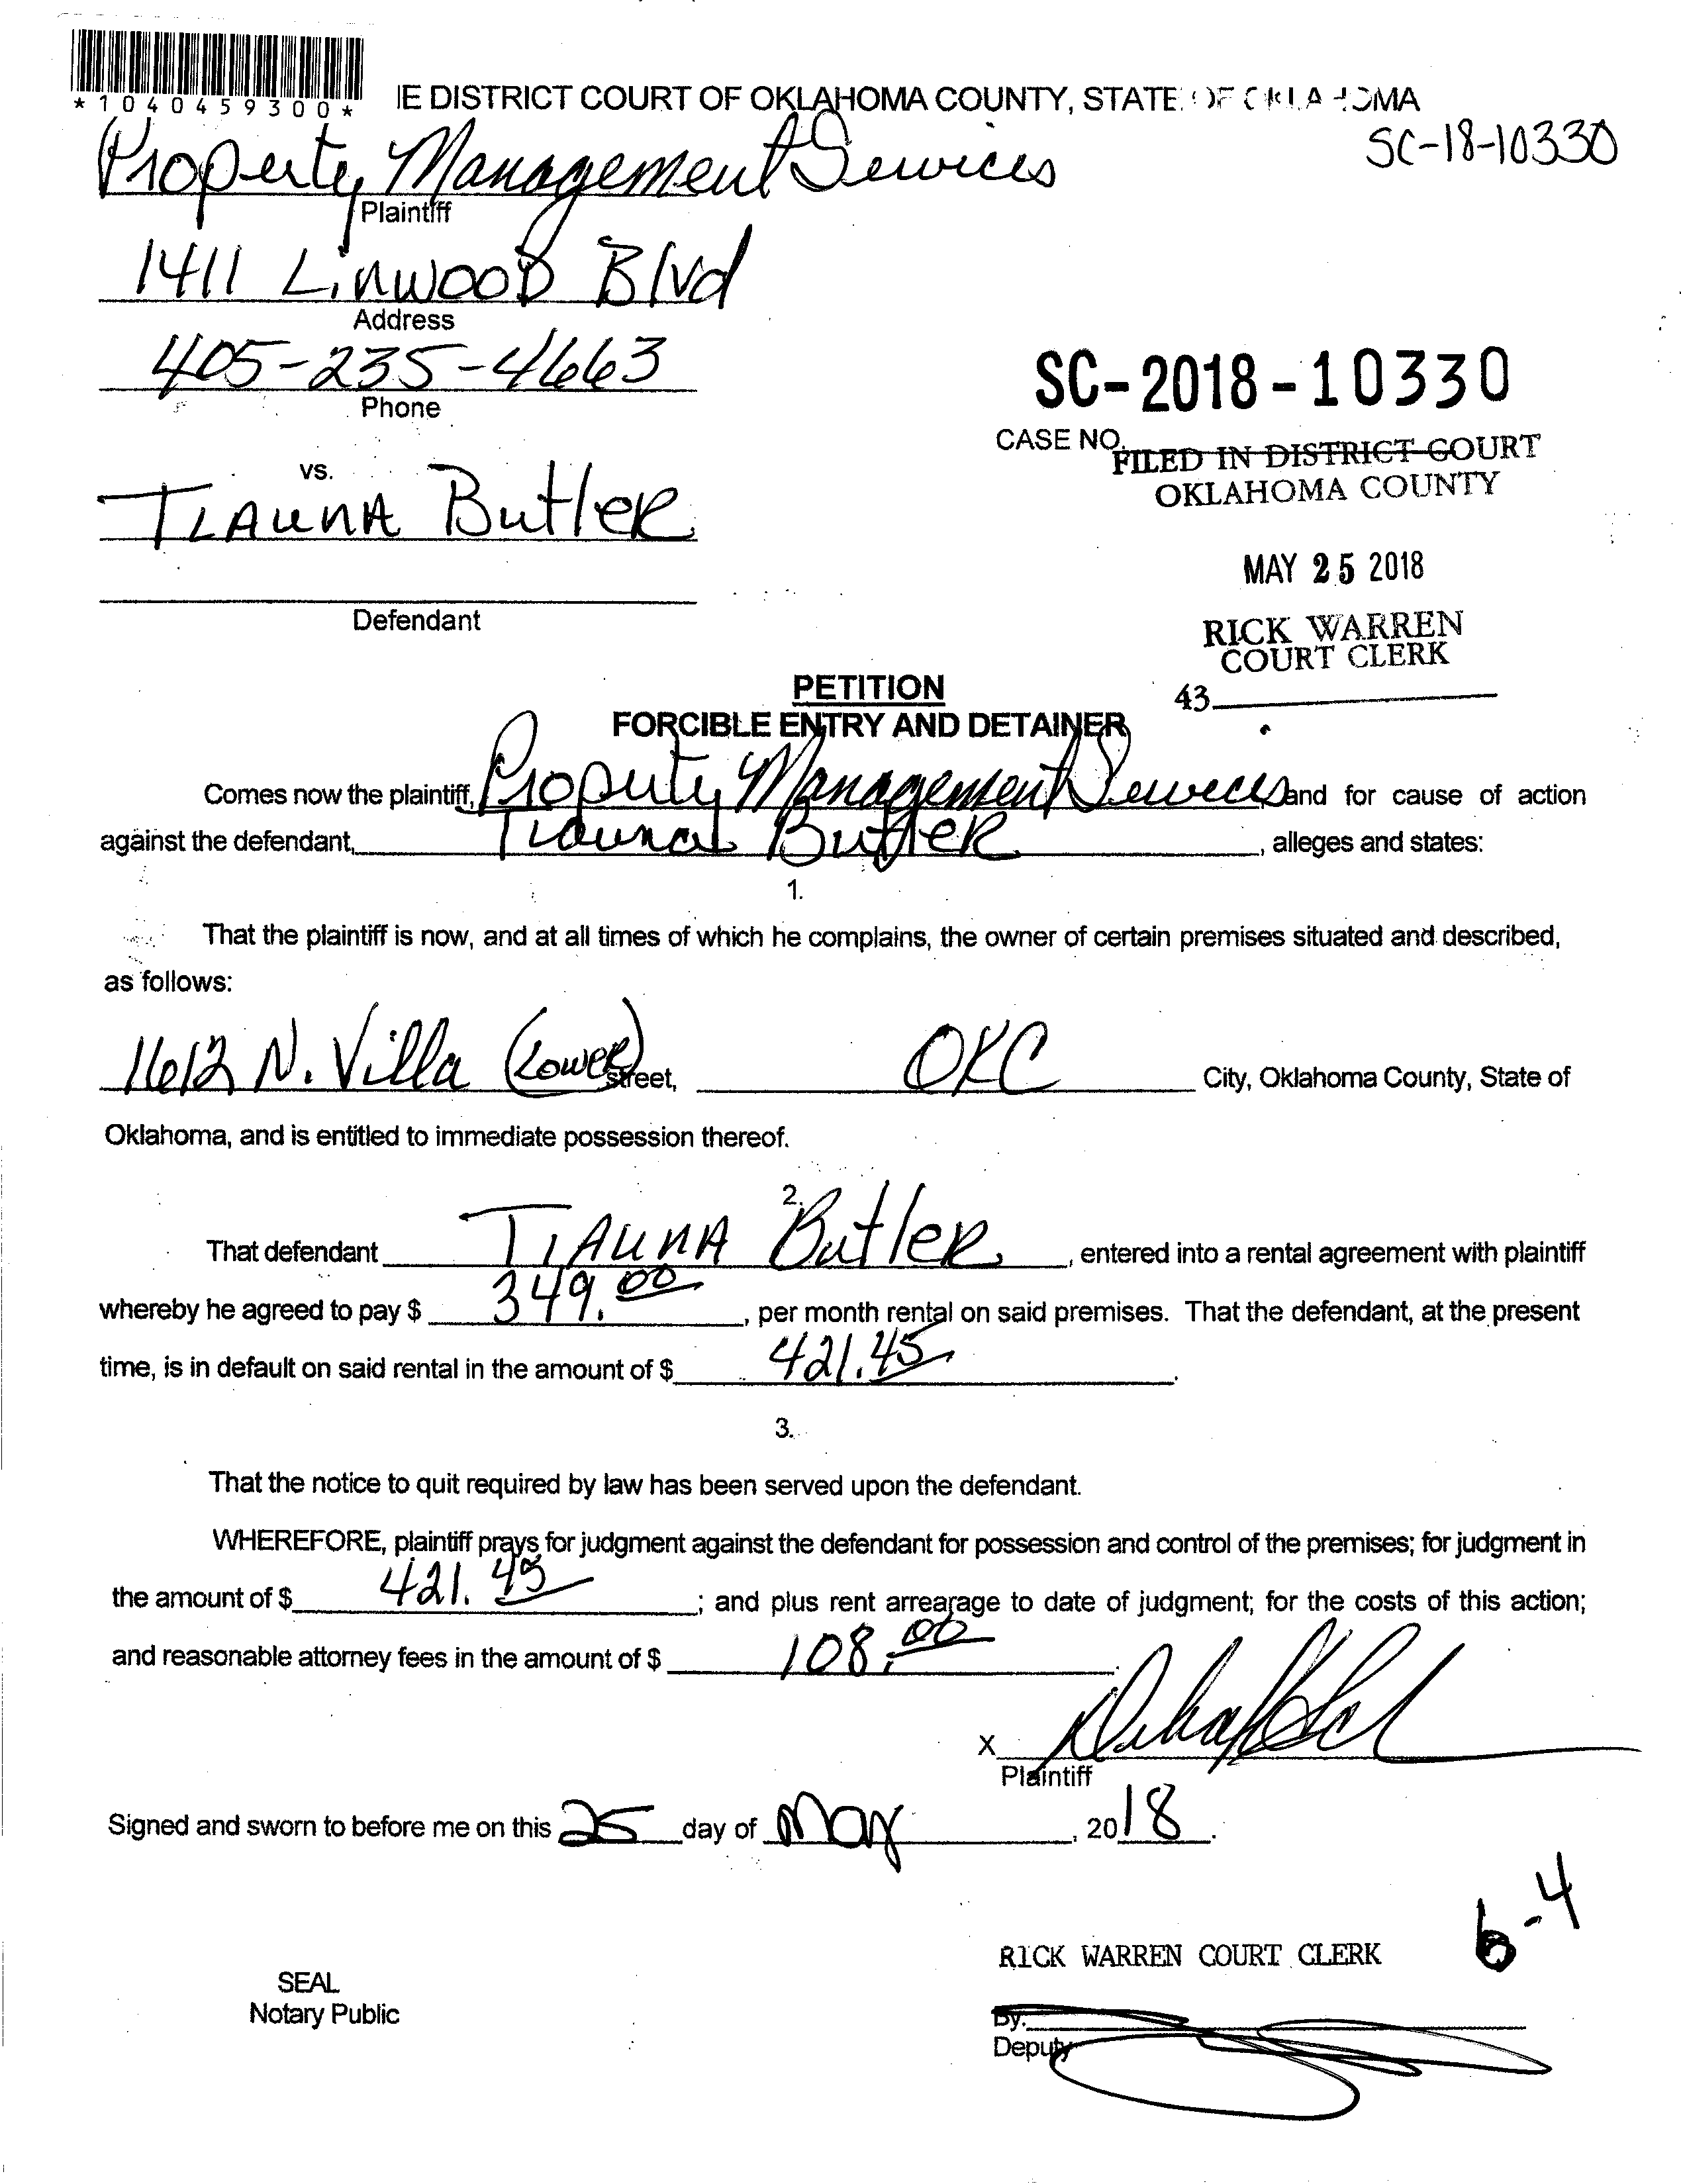 *1040459300*
IE DISTRICT COURT OF OKLAHOMA COUNTY, STATE OF OKLAHOMA
SC-18-10330
Property Management Services
Plaintiff
1411 Linwood Blvd
Address
405-235-4663
Phone
SC-2018-10330
CASE NO.
FILED IN DISTRICT COURT
OKLAHOMA COUNTY
vs.
Tiauna Butler
MAY 25 2018
Defendant
RICK WARREN
COURT CLERK
43
PETITION
FORCIBLE ENTRY AND DETAINER
Comes now the plaintiff, Property Management Services and for cause of action
against the defendant, Tiauna Butler, alleges and states:
1.
That the plaintiff is now, and at all times of which he complains, the owner of certain premises situated and described,
as follows:
1612 N. Villa (Lower) Street, OKC City, Oklahoma County, State of
Oklahoma, and is entitled to immediate possession thereof.
2.
That defendant Tiauna Butler, entered into a rental agreement with plaintiff
whereby he agreed to pay $ 349.00, per month rental on said premises. That the defendant, at the present
time, is in default on said rental in the amount of $ 421.45.
3.
That the notice to quit required by law has been served upon the defendant.
WHEREFORE, plaintiff prays for judgment against the defendant for possession and control of the premises; for judgment in
the amount of $ 421.45; and plus rent arrearage to date of judgment; for the costs of this action;
and reasonable attorney fees in the amount of $ 108.00.
X
Plaintiff
Signed and sworn to before me on this 25 day of May, 2018.
6-4
RICK WARREN COURT CLERK
SEAL
Notary Public
By:
Deputy